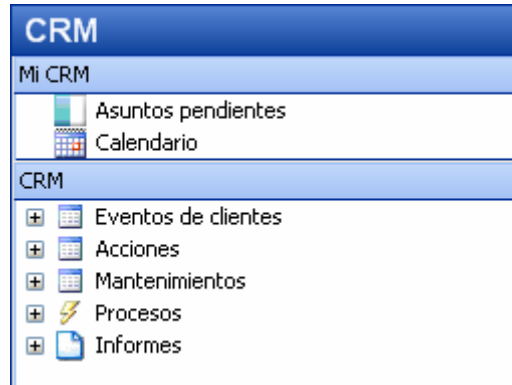 CRM
Mi CRM
Asuntos pendientes
Calendario
CRM
Eventos de clientes
Acciones
Mantenimientos
Procesos
Informes